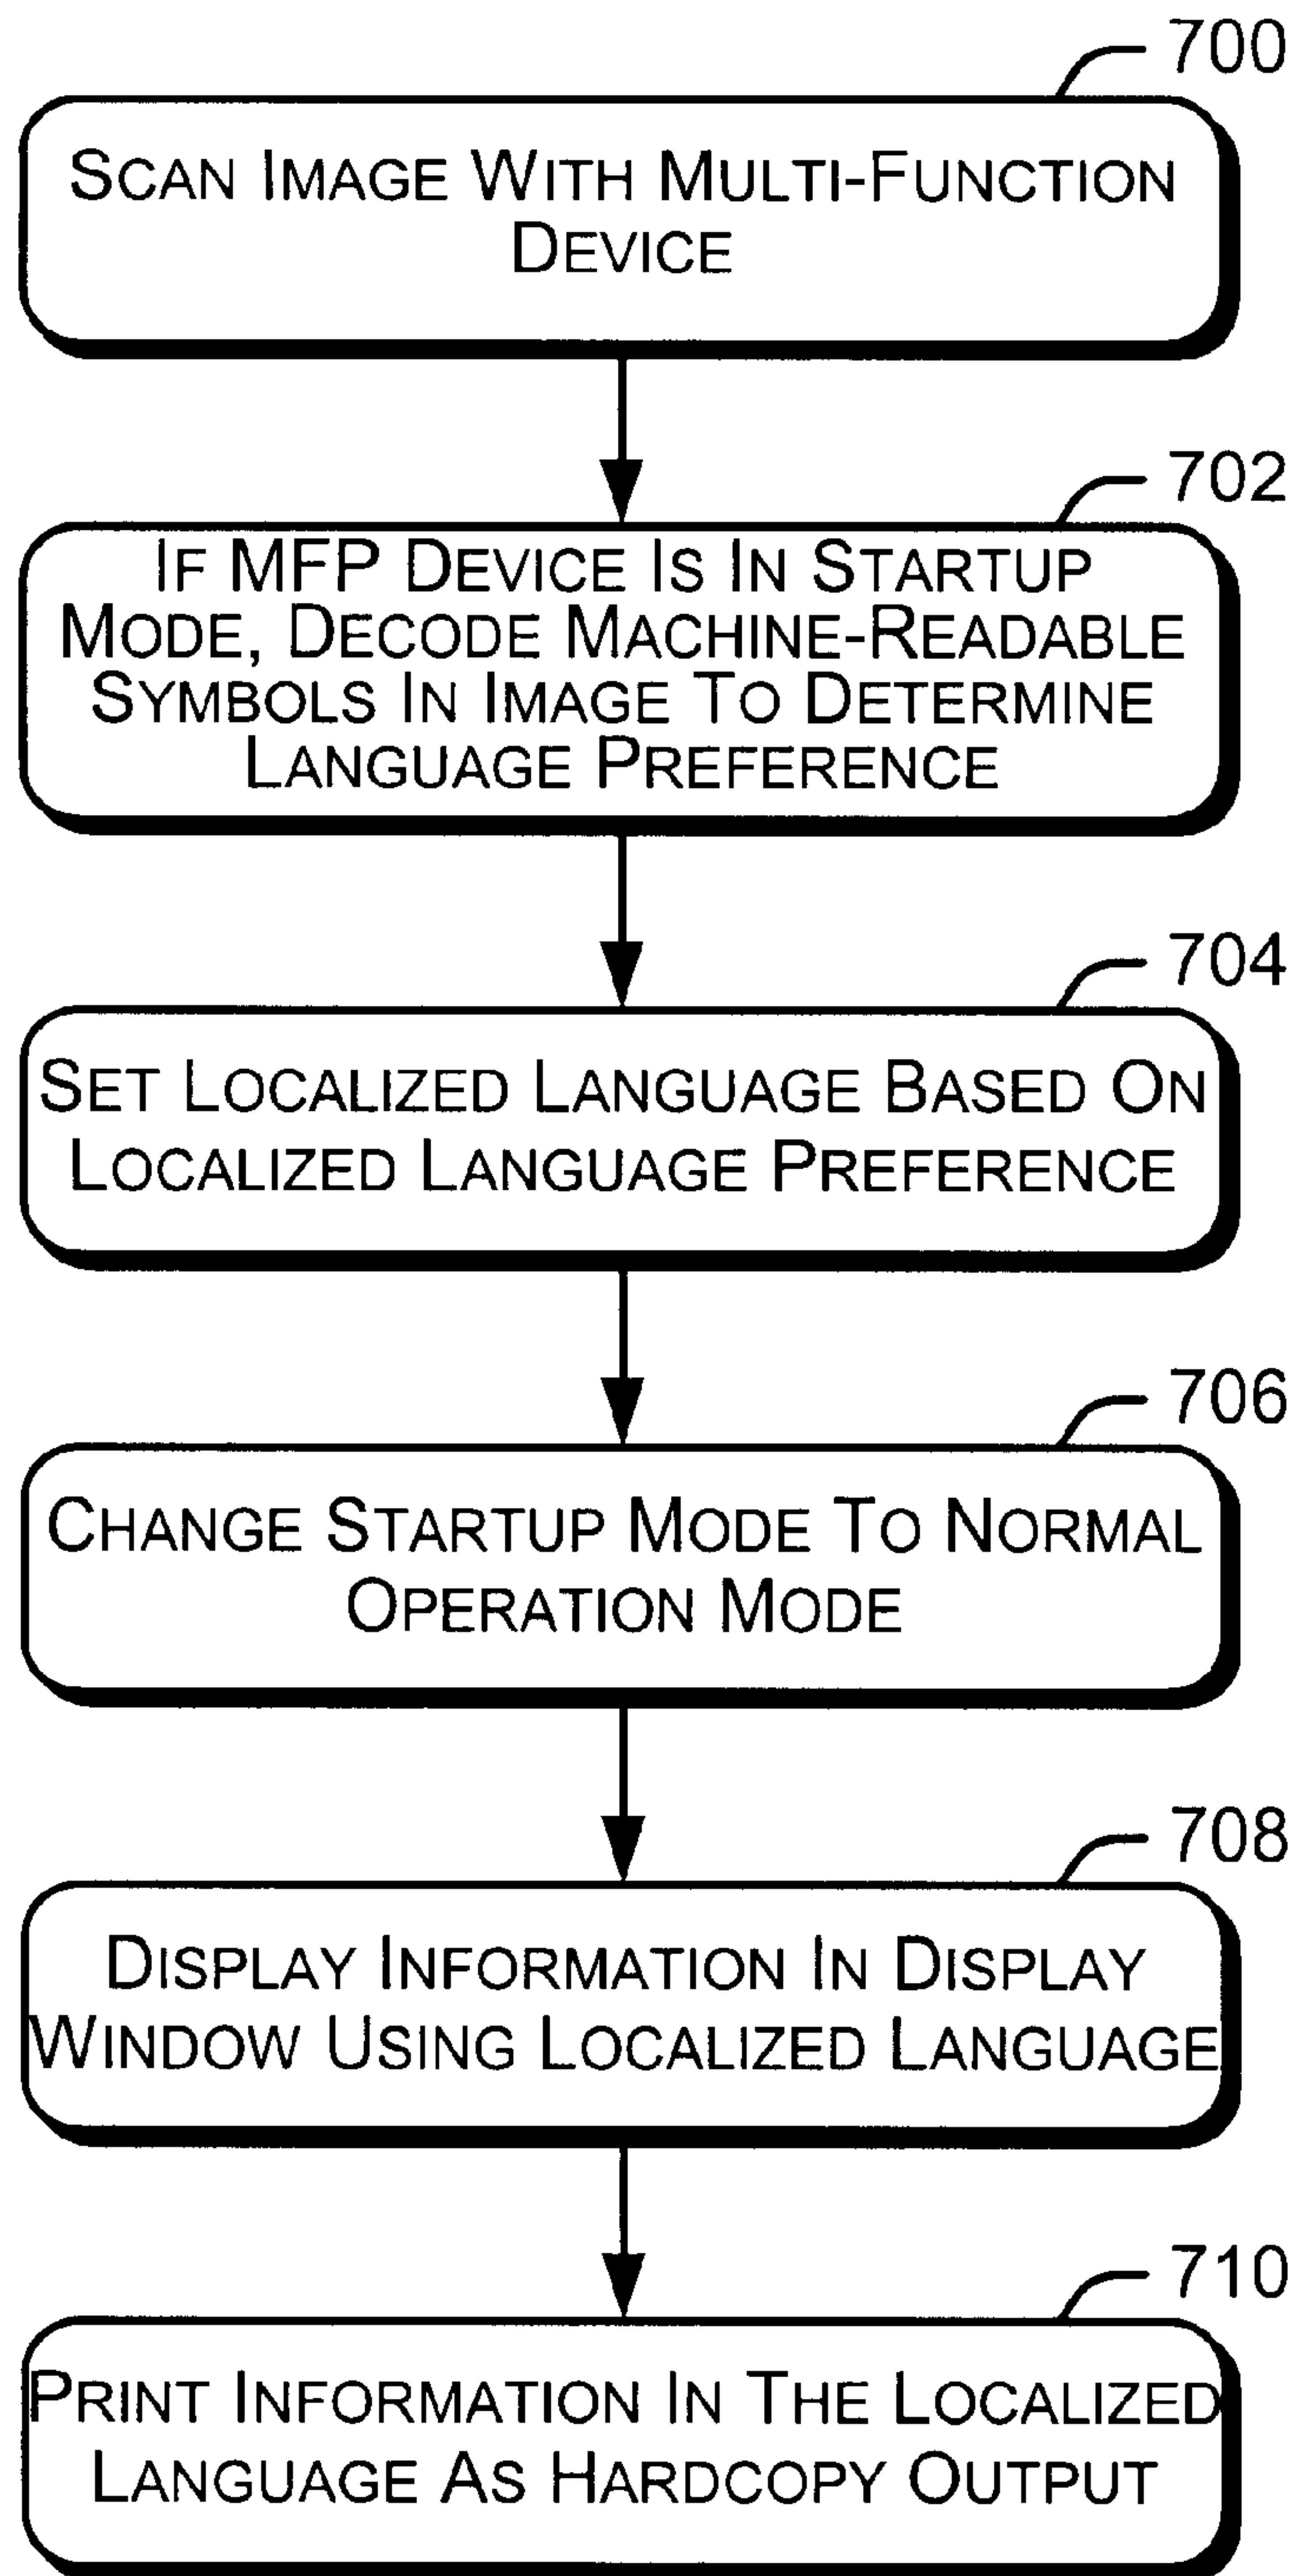 700
SCAN IMAGE WITH MULTI-FUNCTION
DEVICE
702
IF MFP DEVICE IS IN STARTUP
MODE, DECODE MACHINE-READABLE
SYMBOLS IN IMAGE TO DETERMINE
LANGUAGE PREFERENCE
704
SET LOCALIZED LANGUAGE BASED ON
LOCALIZED LANGUAGE PREFERENCE
706
CHANGE STARTUP MODE TO NORMAL
OPERATION MODE
708
DISPLAY INFORMATION IN DISPLAY
WINDOW USING LOCALIZED LANGUAGE
710
PRINT INFORMATION IN THE LOCALIZED
LANGUAGE AS HARDCOPY OUTPUT